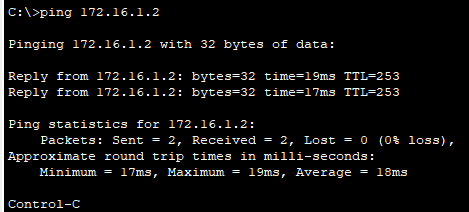 C:\>ping 172.16.1.2
Pinging 172.16.1.2 with 32 bytes of data:
Reply from 172.16.1.2: bytes=32 time=19ms TTL=253
Reply from 172.16.1.2: bytes=32 time=17ms TTL=253
Ping statistics for 172.16.1.2:
    Packets: Sent = 2, Received = 2, Lost = 0 (0% loss),
Approximate round trip times in milli-seconds:
    Minimum = 17ms, Maximum = 19ms, Average = 18ms
Control-C